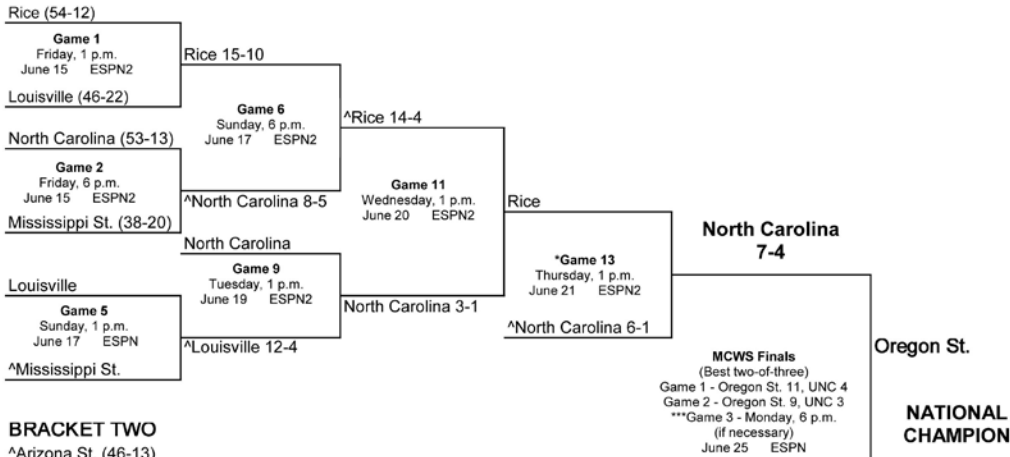 Rice (54-12)
Game 1
Friday, 1 p.m.
June 15 ESPN2
Louisville (46-22)
Rice 15-10
North Carolina (53-13)
Game 2
Friday, 6 p.m.
June 15 ESPN2
Mississippi St. (38-20)
Game 6
Sunday, 6 p.m.
June 17 ESPN2
^North Carolina 8-5
^Rice 14-4
Game 11
Wednesday, 1 p.m.
June 20 ESPN2
North Carolina
Game 9
Tuesday, 1 p.m.
June 19 ESPN2
Louisville
Game 5
Sunday, 1 p.m.
June 17 ESPN
^Mississippi St.
^Louisville 12-4
North Carolina 3-1
Rice
*Game 13
Thursday, 1 p.m.
June 21 ESPN2
^North Carolina 6-1
North Carolina
7-4
MCWS Finals
(Best two-of-three)
Game 1 - Oregon St. 11, UNC 4
Game 2 - Oregon St. 9, UNC 3
***Game 3 - Monday, 6 p.m.
(if necessary)
June 25 ESPN
Oregon St.
NATIONAL
CHAMPION
BRACKET TWO
^Arizona St. (46-13)